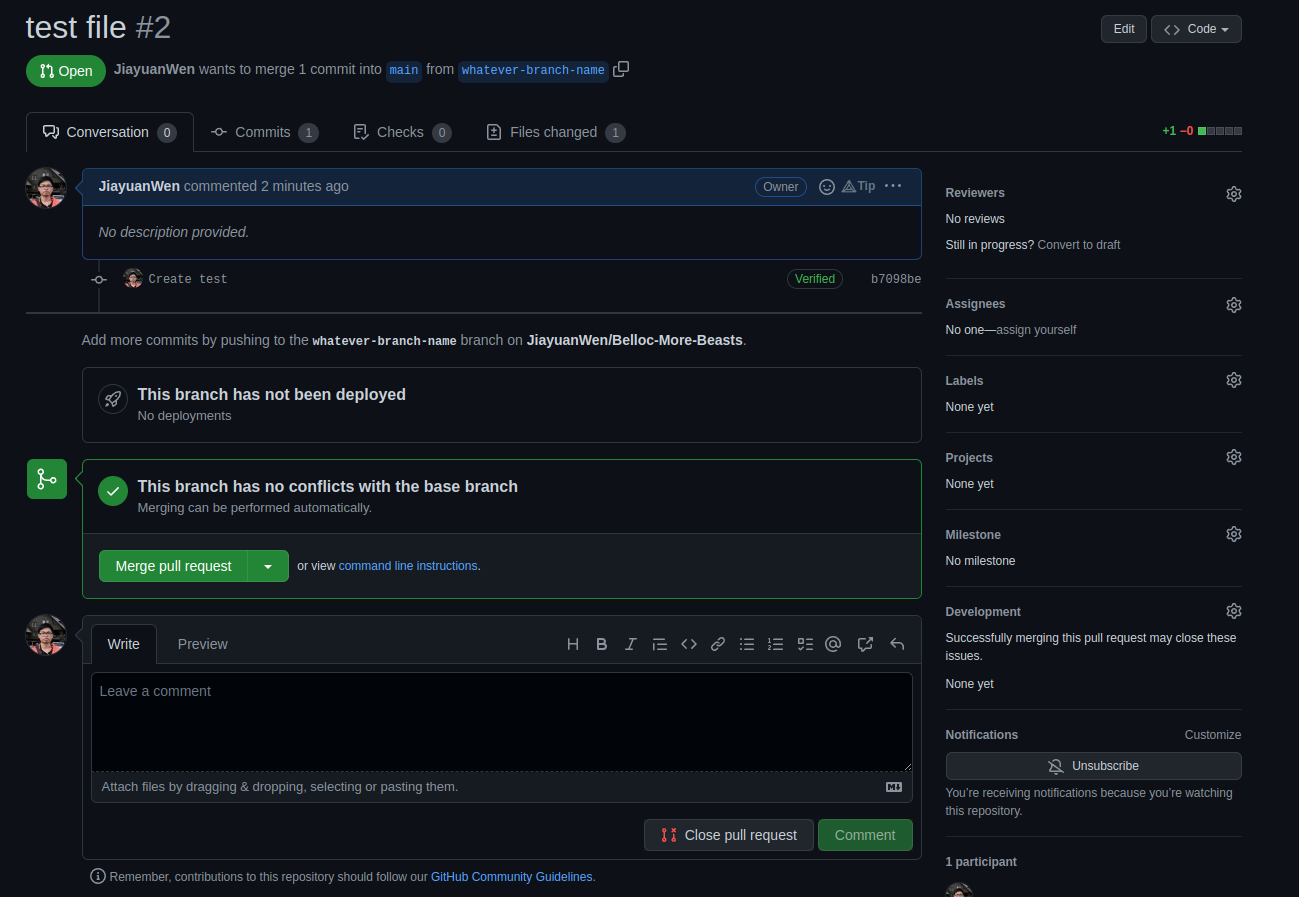 test file #2
Edit
Code
Open
JiayuanWen wants to merge 1 commit into main from whatever-branch-name
Conversation 0
Commits 1
Checks 0
Files changed 1
+1 −0
JiayuanWen commented 2 minutes ago
Owner
Tip
No description provided.
Create test
Verified
b7098be
Add more commits by pushing to the whatever-branch-name branch on JiayuanWen/Belloc-More-Beasts.
This branch has not been deployed
No deployments
This branch has no conflicts with the base branch
Merging can be performed automatically.
Merge pull request
or view command line instructions.
Write
Preview
H B I
Leave a comment
Attach files by dragging & dropping, selecting or pasting them.
Close pull request
Comment
Remember, contributions to this repository should follow our GitHub Community Guidelines.
Reviewers
No reviews
Still in progress? Convert to draft
Assignees
No one—assign yourself
Labels
None yet
Projects
None yet
Milestone
No milestone
Development
Successfully merging this pull request may close these
issues.
None yet
Notifications
Customize
Unsubscribe
You're receiving notifications because you're watching
this repository.
1 participant